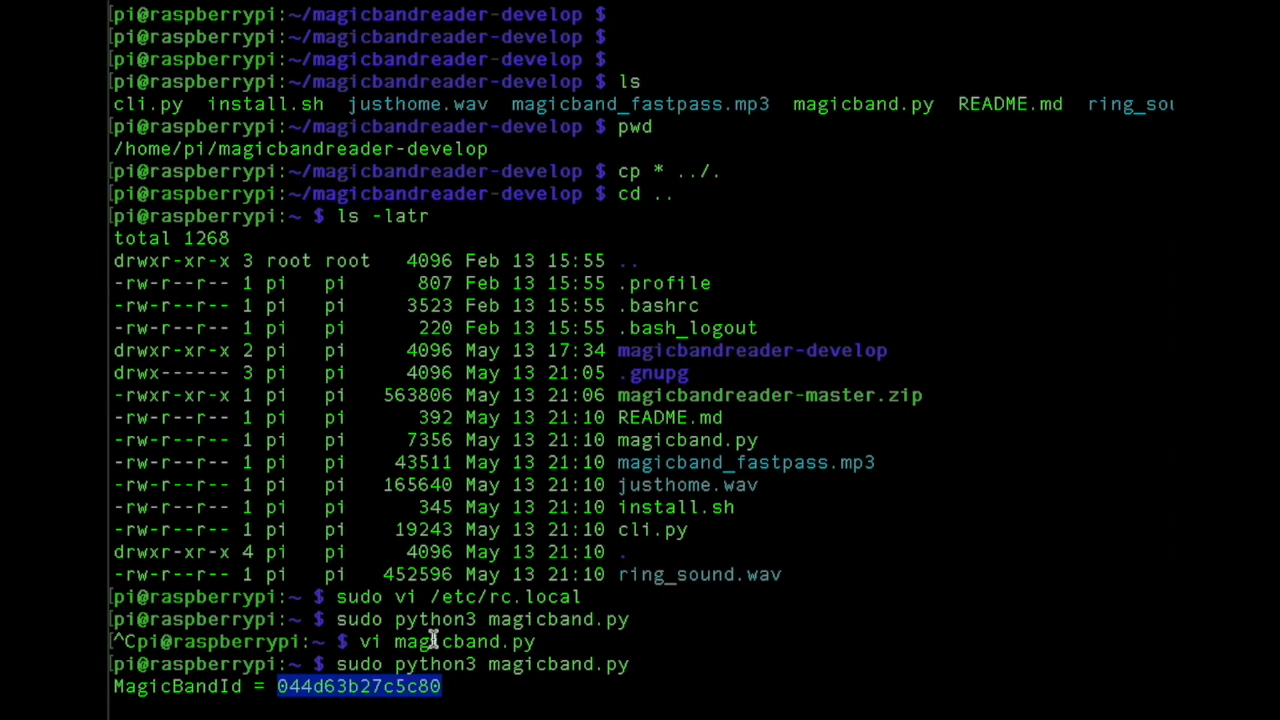 [pi@raspberrypi:~/magicbandreader-develop $
[pi@raspberrypi:~/magicbandreader-develop $
[pi@raspberrypi:~/magicbandreader-develop $
[pi@raspberrypi:~/magicbandreader-develop $ ls
cli.py install.sh justhome.wav magicband_fastpass.mp3 magicband.py README.md ring_sou
[pi@raspberrypi:~/magicbandreader-develop $ pwd
/home/pi/magicbandreader-develop
[pi@raspberrypi:~/magicbandreader-develop $ cp * ../.
[pi@raspberrypi:~/magicbandreader-develop $ cd ..
[pi@raspberrypi:~ $ ls -latr
total 1268
drwxr-xr-x 3 root root 4096 Feb 13 15:55 ..
-rw-r--r-- 1 pi pi 807 Feb 13 15:55 .profile
-rw-r--r-- 1 pi pi 3523 Feb 13 15:55 .bashrc
-rw-r--r-- 1 pi pi 220 Feb 13 15:55 .bash_logout
drwxr-xr-x 2 pi pi 4096 May 13 17:34 magicbandreader-develop
drwx------ 3 pi pi 4096 May 13 21:05 .gnupg
-rwxr-xr-x 1 pi pi 563806 May 13 21:06 magicbandreader-master.zip
-rw-r--r-- 1 pi pi 392 May 13 21:10 README.md
-rw-r--r-- 1 pi pi 7356 May 13 21:10 magicband.py
-rw-r--r-- 1 pi pi 43511 May 13 21:10 magicband_fastpass.mp3
-rw-r--r-- 1 pi pi 165640 May 13 21:10 justhome.wav
-rw-r--r-- 1 pi pi 345 May 13 21:10 install.sh
-rw-r--r-- 1 pi pi 19243 May 13 21:10 cli.py
drwxr-xr-x 4 pi pi 4096 May 13 21:10 .
-rw-r--r-- 1 pi pi 452596 May 13 21:10 ring_sound.wav
[pi@raspberrypi:~ $ sudo vi /etc/rc.local
[pi@raspberrypi:~ $ sudo python3 magicband.py
[^Cpi@raspberrypi:~ $ vi magicband.py
[pi@raspberrypi:~ $ sudo python3 magicband.py
MagicBandId = 044d63b27c5c80